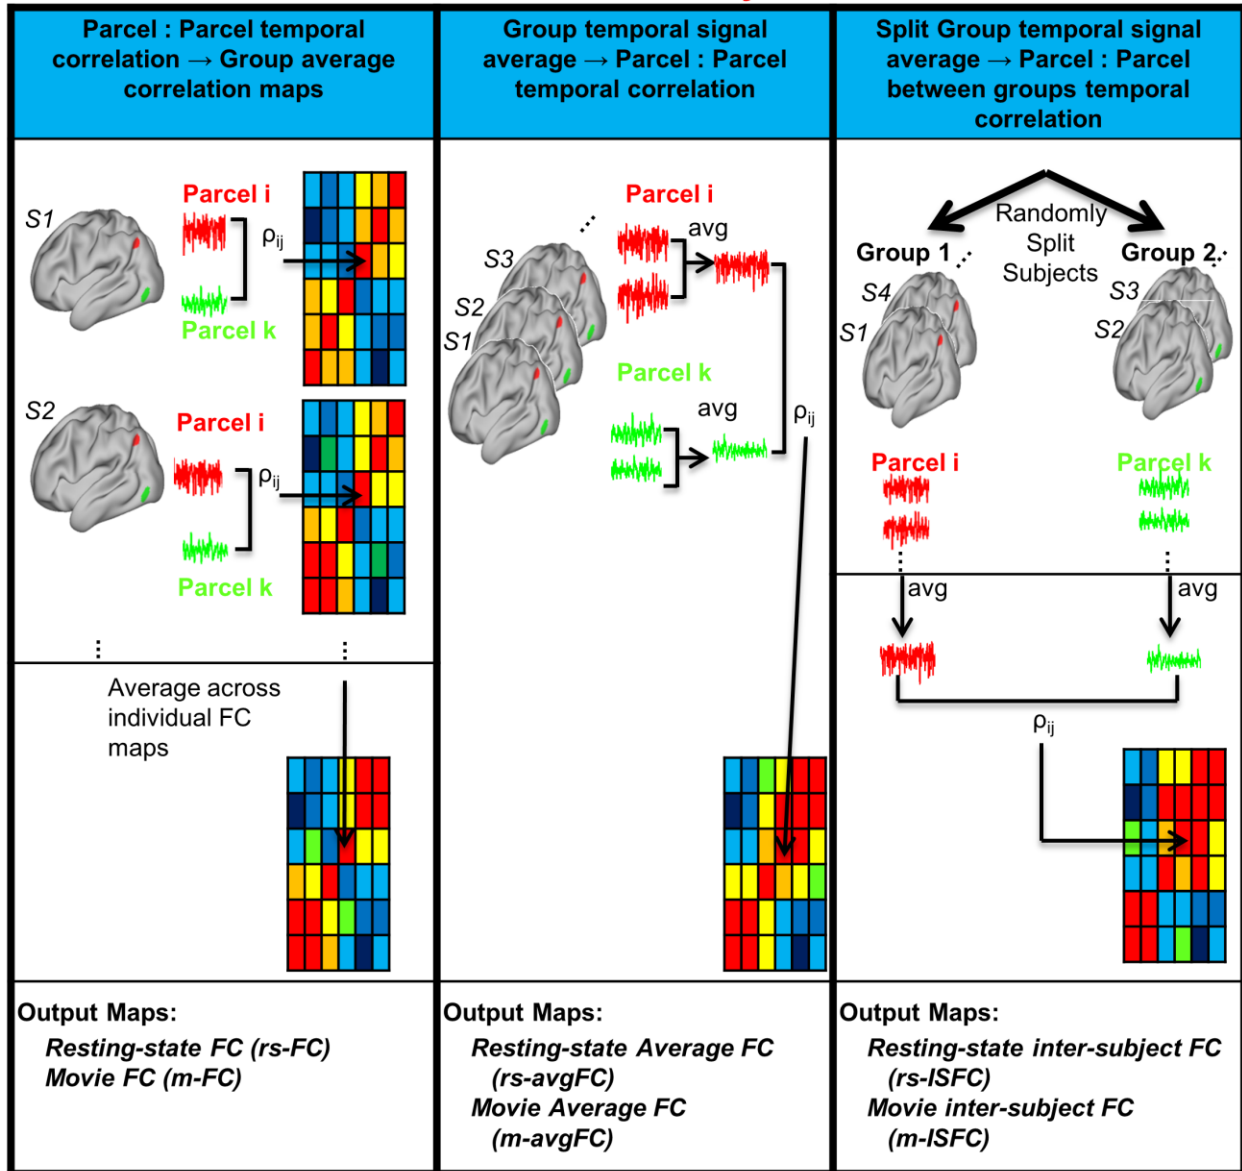 Parcel : Parcel temporal
correlation → Group average
correlation maps
S1
Parcel i
ρij
Parcel k
S2
Parcel i
ρij
Parcel k
...
...
Average across
individual FC
maps
Output Maps:
Resting-state FC (rs-FC)
Movie FC (m-FC)
Group temporal signal
average → Parcel : Parcel
temporal correlation
...
Parcel i
avg
S3
S2
S1
Parcel k
avg
ρij
Output Maps:
Resting-state Average FC
(rs-avgFC)
Movie Average FC
(m-avgFC)
Split Group temporal signal
average → Parcel : Parcel
between groups temporal
correlation
Randomly
Split
Subjects
Group 1
...
S4
S1
Group 2
...
S3
S2
Parcel i
...
Parcel k
...
avg
avg
ρij
Output Maps:
Resting-state inter-subject FC
(rs-ISFC)
Movie inter-subject FC
(m-ISFC)